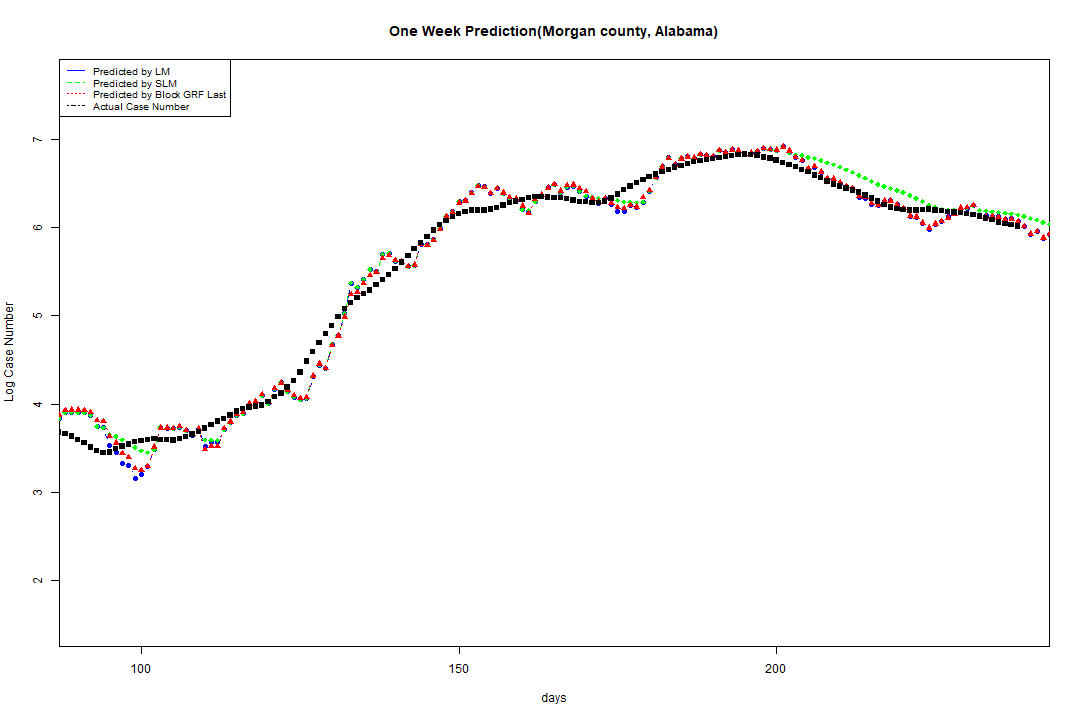 One Week Prediction(Morgan county, Alabama)
Predicted by LM
Predicted by SLM
Predicted by Block GRF Last
Actual Case Number
7
6
5
4
3
2
Log Case Number
100 150 200
days